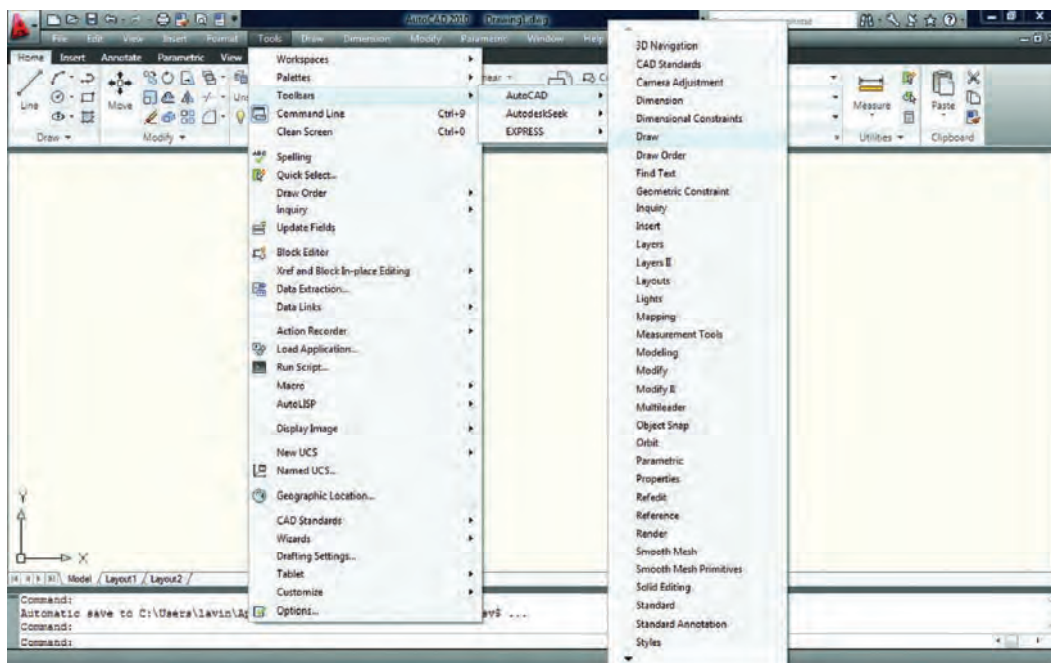 AutoCAD 2010 Drawing1.dwg
File Edit View Insert Format Tools Draw Dimension Modify Parametric Window Help
Home Insert Annotate Parametric View
Line
Move
Measure
Paste
Draw
Modify
Utilities
Clipboard
Workspaces
Palettes
Toolbars
Command Line Ctrl+9
Clean Screen Ctrl+0
Spelling
Quick Select...
Draw Order
Inquiry
Update Fields
Block Editor
Xref and Block In-place Editing
Data Extraction...
Data Links
Action Recorder
Load Application...
Run Script...
Macro
AutoLISP
Display Image
New UCS
Named UCS...
Geographic Location...
CAD Standards
Wizards
Drafting Settings...
Tablet
Customize
Options...
AutoCAD
AutodeskSeek
EXPRESS
3D Navigation
CAD Standards
Camera Adjustment
Dimension
Dimensional Constraints
Draw
Draw Order
Find Text
Geometric Constraint
Inquiry
Insert
Layers
Layers II
Layouts
Lights
Mapping
Measurement Tools
Modeling
Modify
Modify II
Multileader
Object Snap
Orbit
Parametric
Properties
Refedit
Reference
Render
Smooth Mesh
Smooth Mesh Primitives
Solid Editing
Standard
Standard Annotation
Styles
Y
X
Model Layout1 Layout2
Command:
Automatic save to C:\Users\lavin\Ap
sv$ ...
Command:
Command: